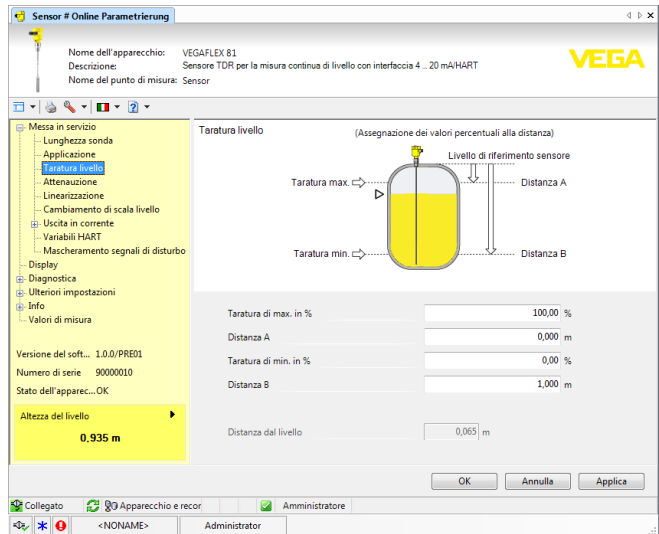 Sensor # Online Parametrierung
Nome dell'apparecchio: VEGAFLEX 81
Descrizione: Sensore TDR per la misura continua di livello con interfaccia 4 .. 20 mA/HART
Nome del punto di misura: Sensor
VEGA
Messa in servizio
Lunghezza sonda
Applicazione
Taratura livello
Attenuazione
Linearizzazione
Cambiamento di scala livello
Uscita in corrente
Variabili HART
Mascheramento segnali di disturbo
Display
Diagnostica
Ulteriori impostazioni
Info
Valori di misura
Versione del soft... 1.0.0/PRE01
Numero di serie 90000010
Stato dell'apparec... OK
Altezza del livello
0,935 m
Taratura livello
(Assegnazione dei valori percentuali alla distanza)
Livello di riferimento sensore
Taratura max. Distanza A
Taratura min. Distanza B
Taratura di max. in % 100,00 %
Distanza A 0,000 m
Taratura di min. in % 0,00 %
Distanza B 1,000 m
Distanza dal livello 0,065 m
OK Annulla Applica
Collegato Apparecchio e recor Amministratore
<NONAME> Administrator